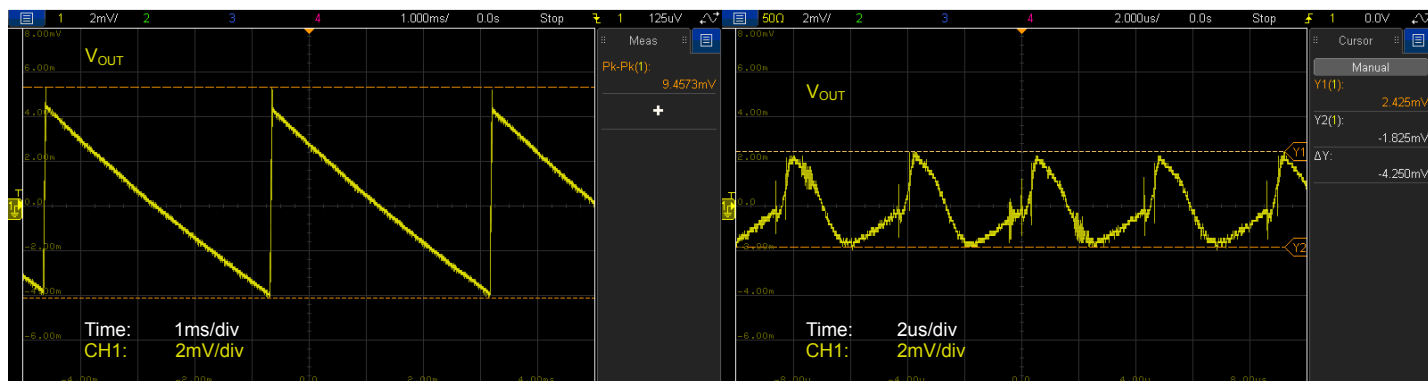 1 2mV/ 2 3 4 1.000ms/ 0.0s Stop 1 125uV
8.00mV
Meas
VOUT
Pk-Pk(1):
9.4573mV
6.00m
+
4.00m
2.00m
T
0.0
-2.00m
-4.00m
-6.00m
Time: 1ms/div
CH1: 2mV/div
-4.00m -2.00m 0.0 2.00m 4.00ms
50Ω 2mV/ 2 3 4 2.000us/ 0.0s Stop 1 0.0V
8.00mV
Cursor
Manual
6.00m
Y1(1):
2.425mV
VOUT
Y2(1):
-1.825mV
4.00m
ΔY:
-4.250mV
Y1
2.00m
T
0.0
Y2
-4.00m
-6.00m
Time: 2us/div
CH1: 2mV/div
-8.00u -4.00u 0.0 4.00u